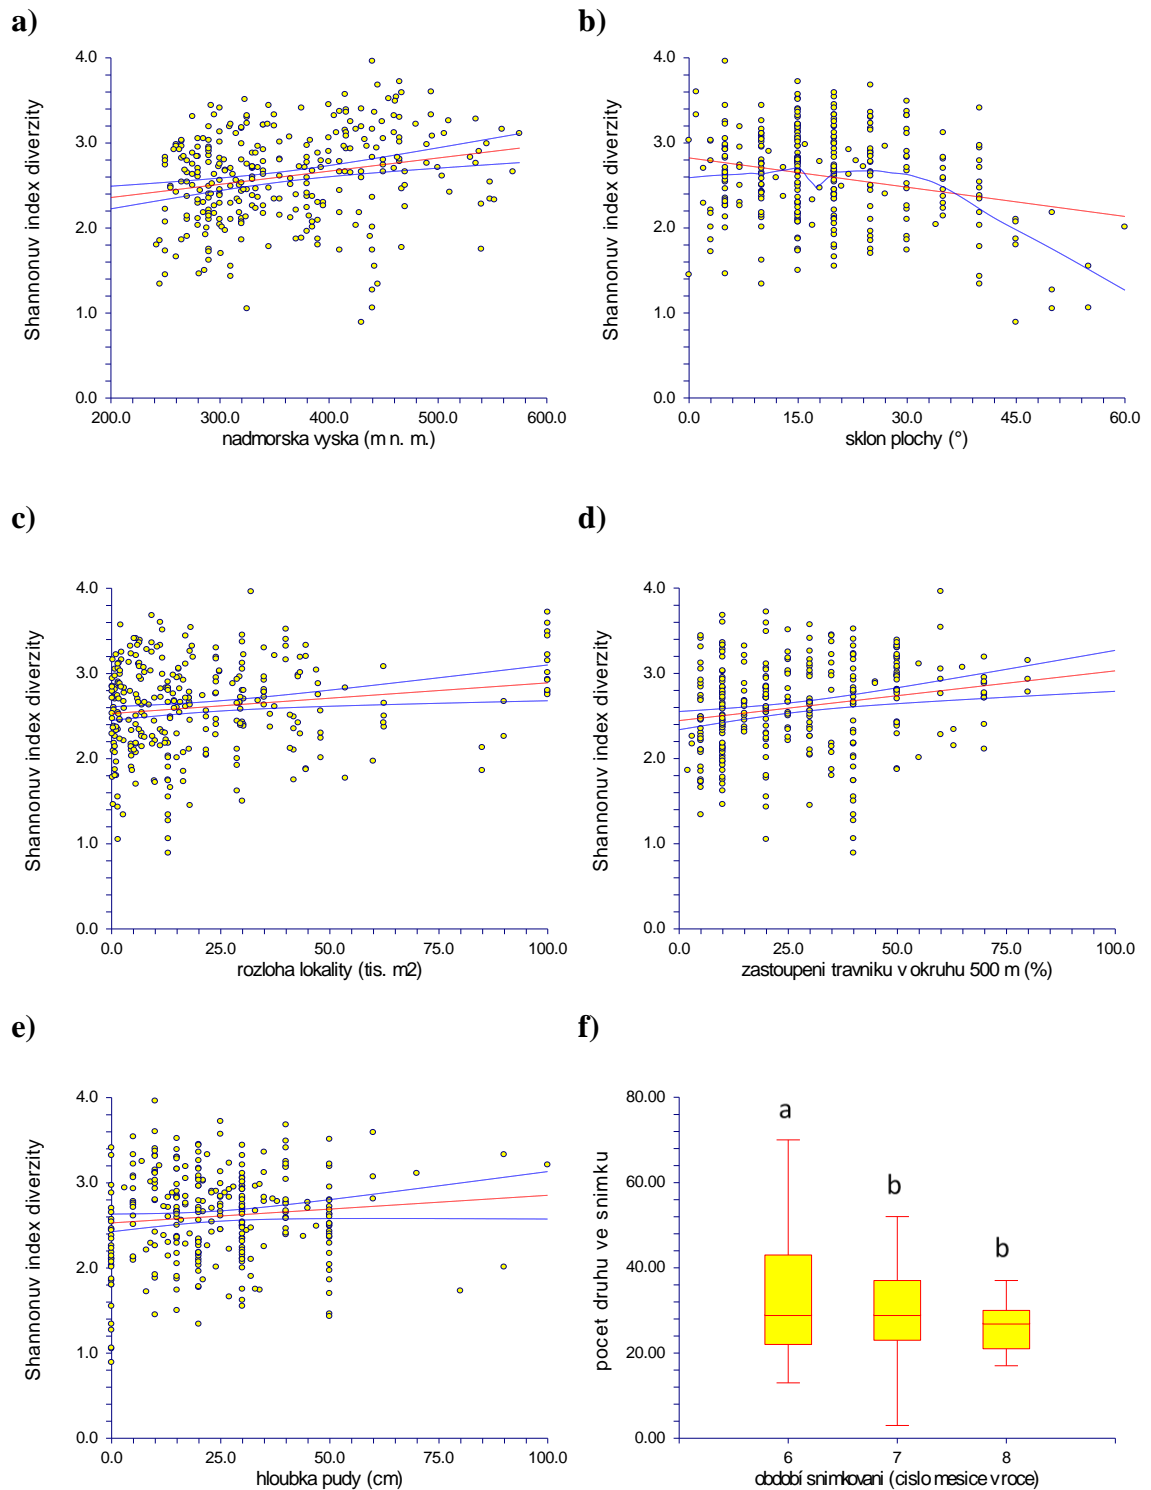 a)
4.0
3.0
2.0
1.0
0.0
Shannonuv index diverzity
200.0 300.0 400.0 500.0 600.0
nadmorska vyska (m n. m.)
b)
4.0
3.0
2.0
1.0
0.0
Shannonuv index diverzity
0.0 15.0 30.0 45.0 60.0
sklon plochy (°)
c)
4.0
3.0
2.0
1.0
0.0
Shannonuv index diverzity
0.0 25.0 50.0 75.0 100.0
rozloha lokality (tis. m2)
d)
4.0
3.0
2.0
1.0
0.0
Shannonuv index diverzity
0.0 25.0 50.0 75.0 100.0
zastoupeni travniku v okruhu 500 m (%)
e)
4.0
3.0
2.0
1.0
0.0
Shannonuv index diverzity
0.0 25.0 50.0 75.0 100.0
hloubka pudy (cm)
f)
80.00
60.00
40.00
20.00
0.00
pocet druhu ve snimku
a
b
b
6 7 8
období snimkovani (cislo mesice v roce)